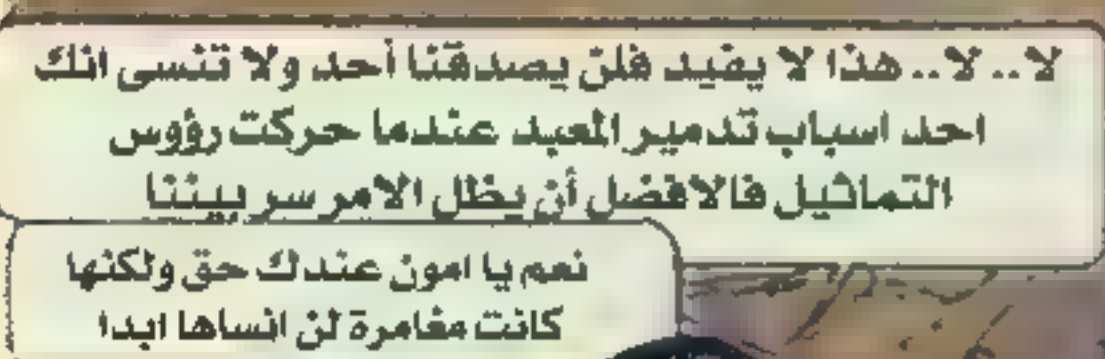 لا .. لا .. هذا لا يفيد فلن يصدقنا أحد ولا تنسى انك
احد اسباب تدمير المعبد عندما حركت رؤوس
التماثيل فالافضل أن يظل الامر سر بيننا
نعم يا امون عندك حق ولكنها
كانت مغامرة لن انساها ابدا